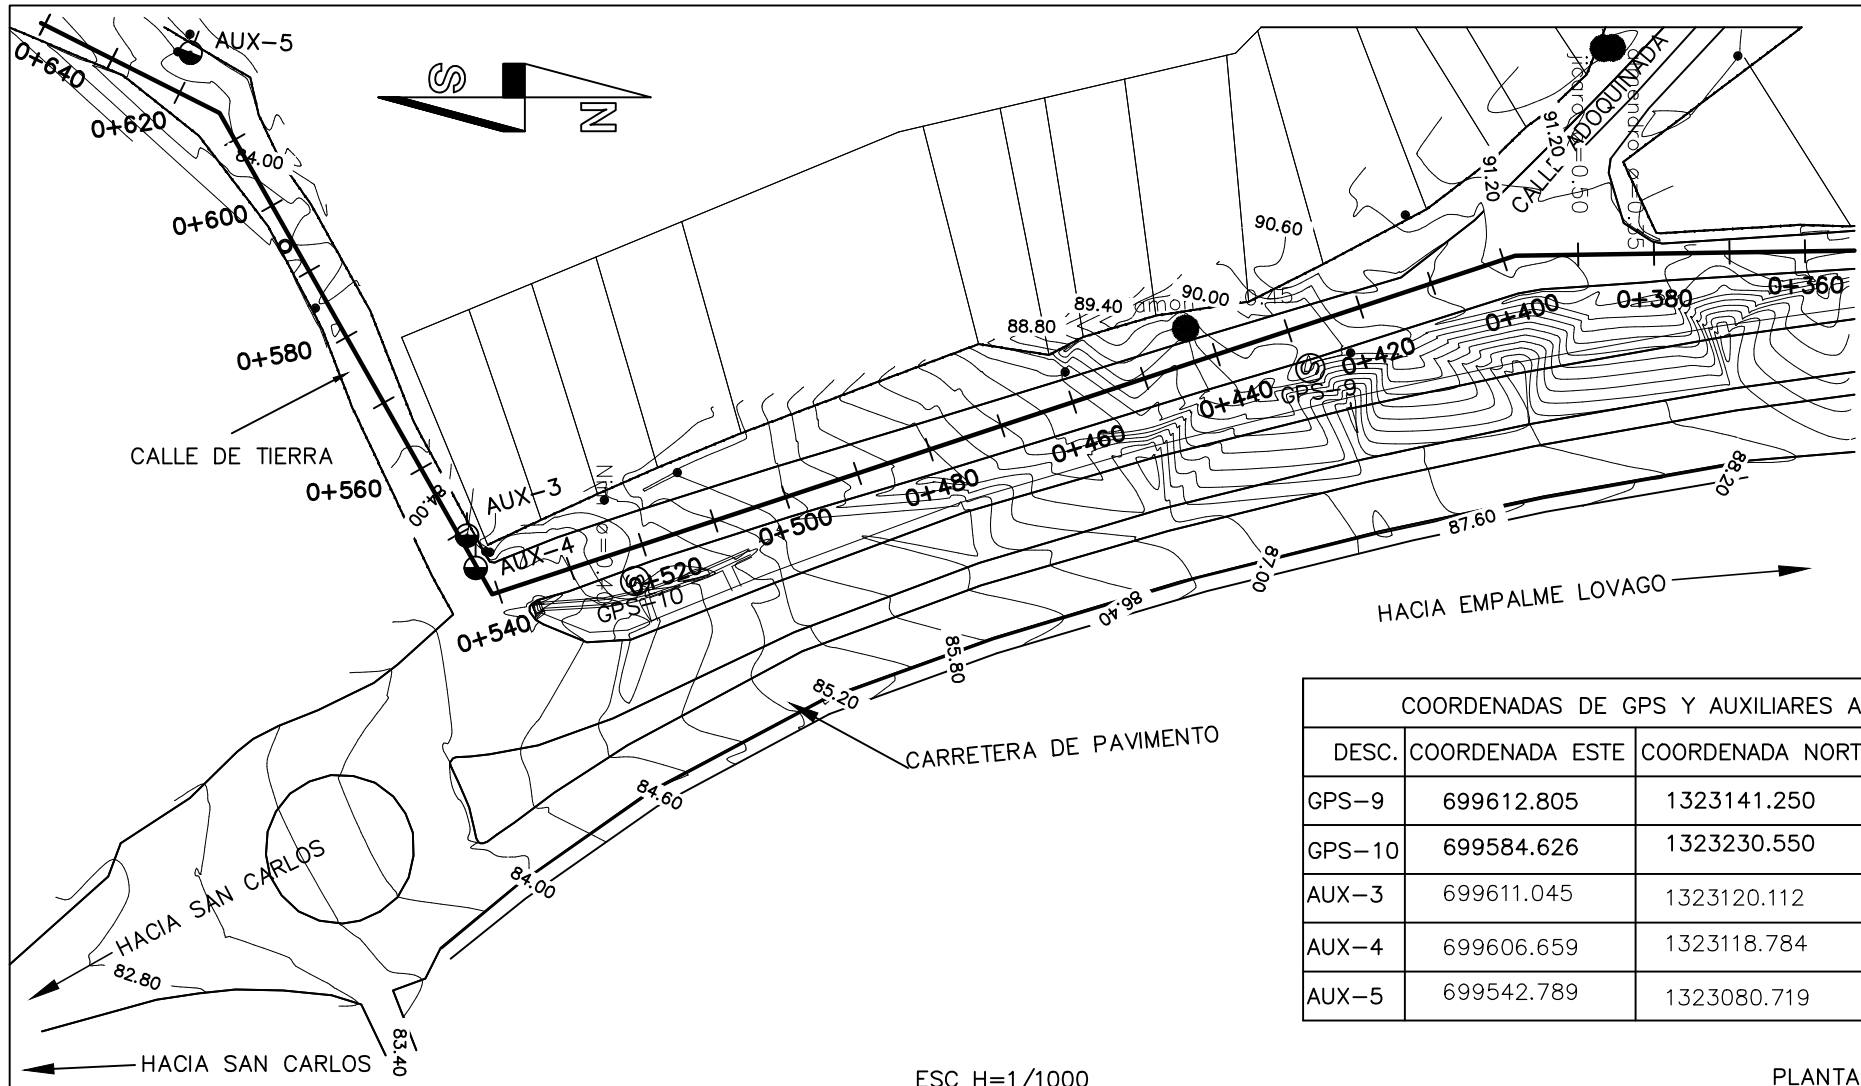 AUX-5
0+640
0+620
84.00
0+600
0+580
CALLE DE TIERRA
0+560
84.00
AUX-3
AUX-4
0+540
GPS-10
0+520
0+500
0+480
0+460
0+440
GPS-9
0+420
0+400
0+380
0+360
S
N
88.80
89.40
90.00
0.45
90.60
91.20
91.20
CALLE ADOQUINADA
88.20
87.60
87.00
86.40
85.80
85.20
84.60
84.00
HACIA EMPALME LOVAGO
CARRETERA DE PAVIMENTO
HACIA SAN CARLOS
82.80
83.40
HACIA SAN CARLOS
COORDENADAS DE GPS Y AUXILIARES A
DESC. COORDENADA ESTE COORDENADA NORT
GPS-9 699612.805 1323141.250
GPS-10 699584.626 1323230.550
AUX-3 699611.045 1323120.112
AUX-4 699606.659 1323118.784
AUX-5 699542.789 1323080.719
ESC H=1/1000
PLANTA